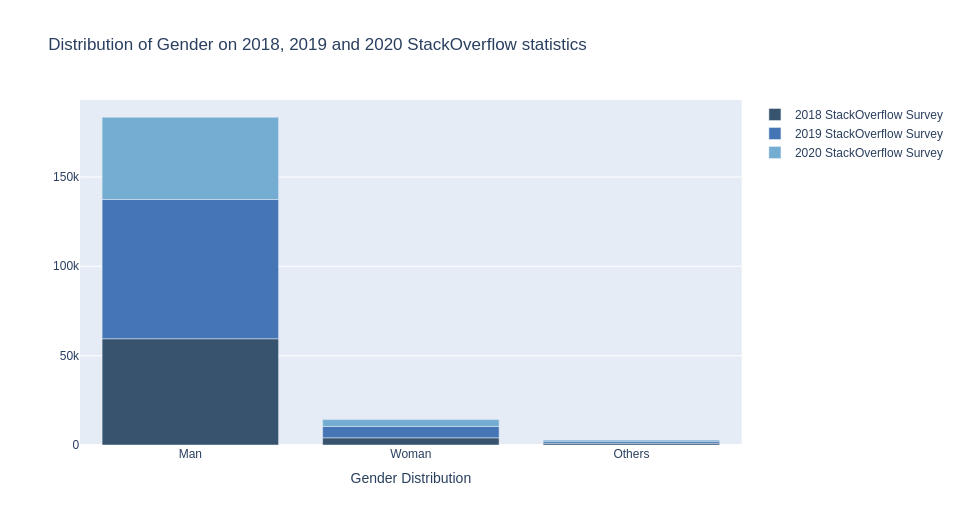 Distribution of Gender on 2018, 2019 and 2020 StackOverflow statistics
2018 StackOverflow Survey
2019 StackOverflow Survey
2020 StackOverflow Survey
150k
100k
50k
0
Man Woman Others
Gender Distribution